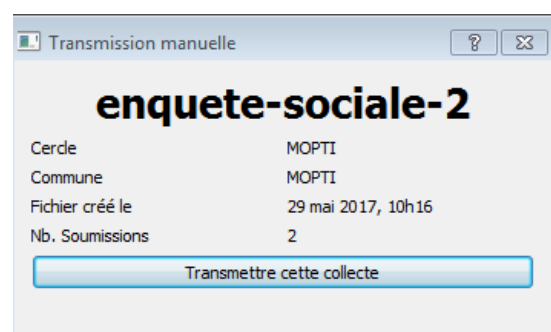 Transmission manuelle
enquete-sociale-2
Cercle MOPTI
Commune MOPTI
Fichier créé le 29 mai 2017, 10h16
Nb. Soumissions 2
Transmettre cette collecte